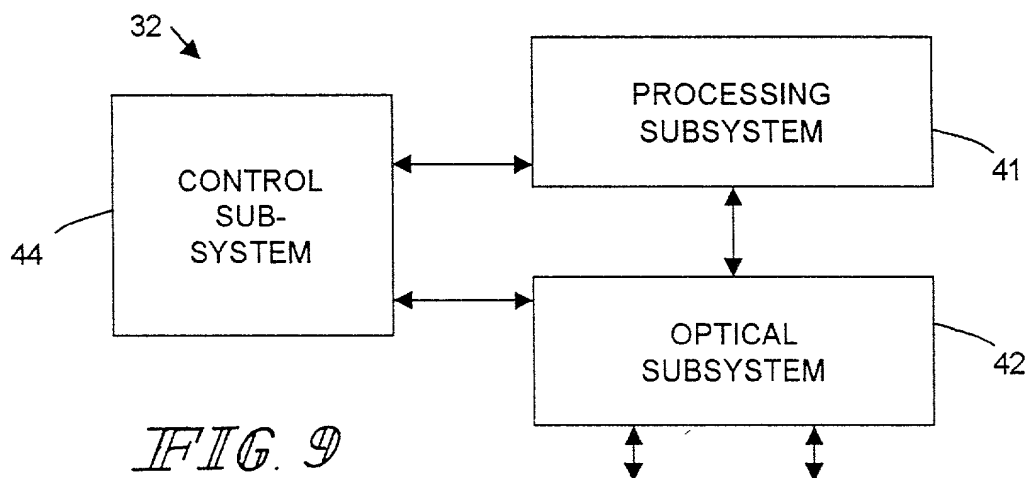 32
PROCESSING
SUBSYSTEM
41
CONTROL
SUB-
SYSTEM
44
OPTICAL
SUBSYSTEM
42
FIG. 9